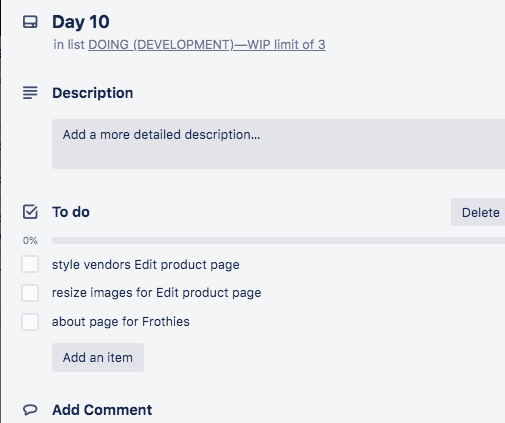 Day 10
in list DOING (DEVELOPMENT)—WIP limit of 3
Description
Add a more detailed description...
To do
Delete
0%
style vendors Edit product page
resize images for Edit product page
about page for Frothies
Add an item
Add Comment